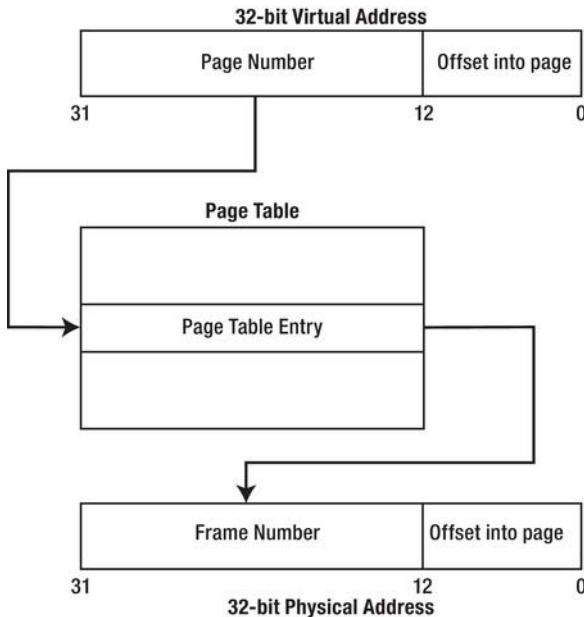 32-bit Virtual Address
Page Number Offset into page
31 12 0
Page Table
Page Table Entry
Frame Number Offset into page
31 12 0
32-bit Physical Address